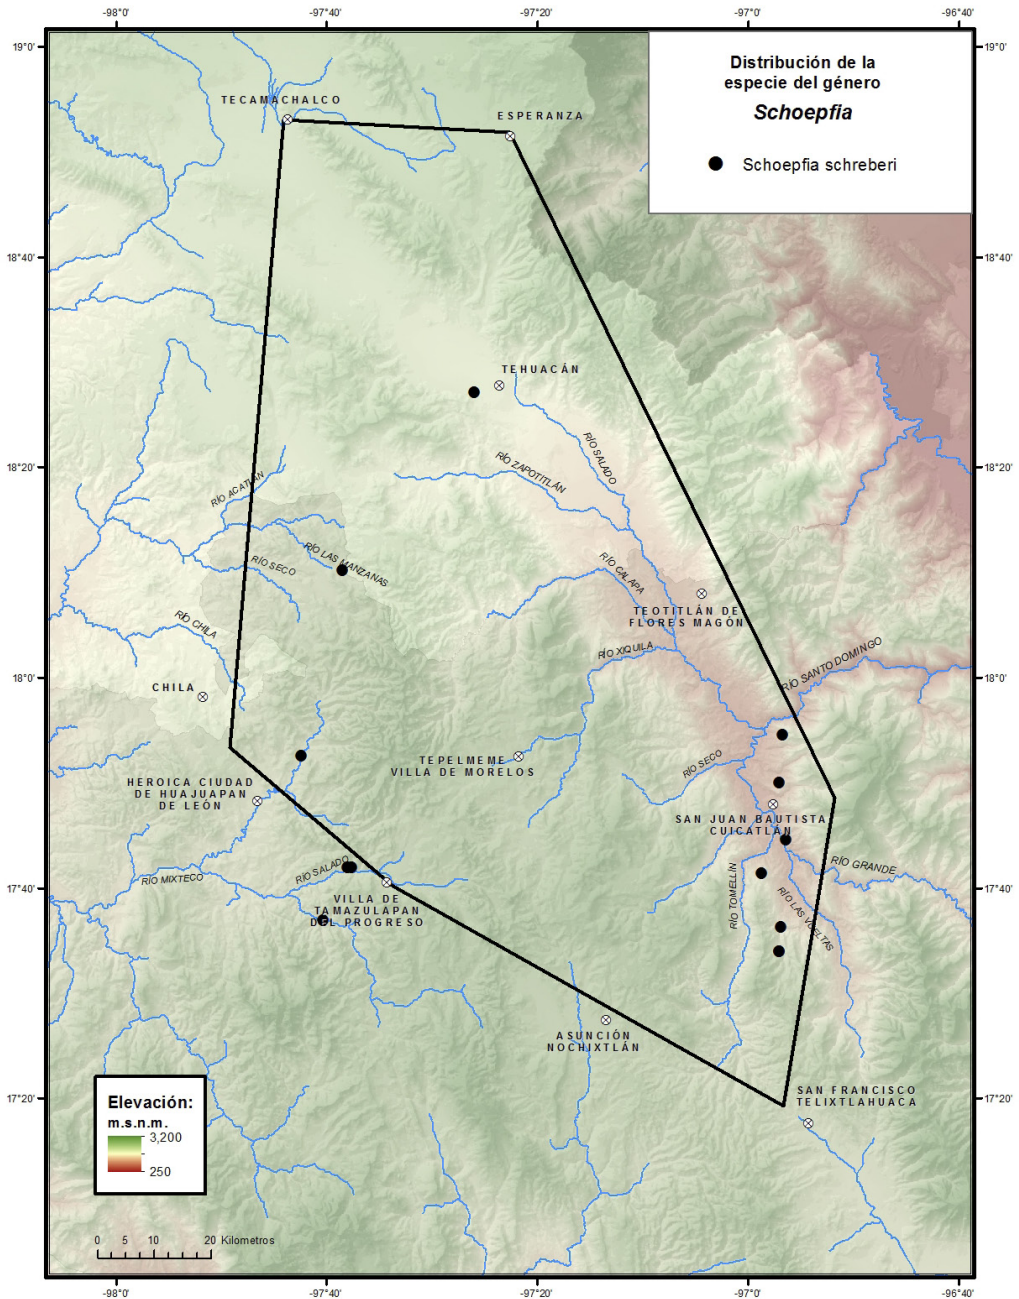 -98°0'
-97°40'
-97°20'
-97°0'
-96°40'
19°0'
19°0'
Distribución de la
especie del género
Schoepfia
Schoepfia schreberi
TECAMACHALCO
ESPERANZA
18°40'
18°40'
TEHUACÁN
RÍO SALADO
RÍO ZAPOTITLÁN
18°20'
18°20'
RÍO ACATLÁN
RÍO LAS MANZANAS
RÍO SECO
RÍO CALAPA
TEOTITLÁN DE
FLORES MAGÓN
RÍO CHILA
RÍO XIQUILA
RÍO SANTO DOMINGO
18°0'
18°0'
CHILA
TEPELMEME
VILLA DE MORELOS
RÍO SECO
HEROICA CIUDAD
DE HUAJUAPAN
DE LEÓN
SAN JUAN BAUTISTA
CUICATLÁN
RÍO GRANDE
RÍO SALADO
RÍO MIXTECO
17°40'
17°40'
RÍO TOMELLÍN
RÍO LAS VUELTAS
VILLA DE
TAMAZULAPAN
DEL PROGRESO
ASUNCIÓN
NOCHIXTLÁN
SAN FRANCISCO
TELIXTLAHUACA
17°20'
17°20'
Elevación:
m.s.n.m.
3,200
250
0 5 10 20 Kilometros
-98°0'
-97°40'
-97°20'
-97°0'
-96°40'